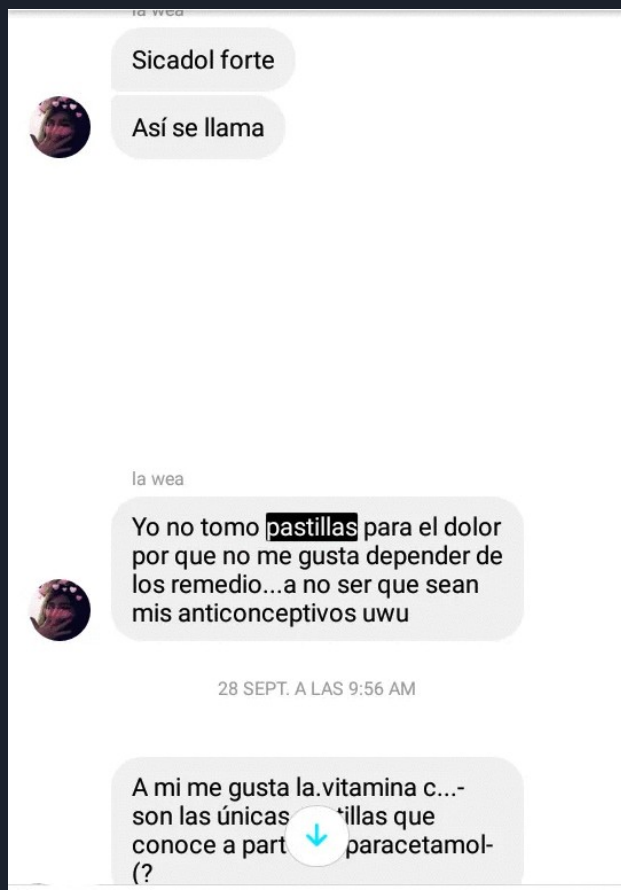 la wea
Sicadol forte
Así se llama
la wea
Yo no tomo pastillas para el dolor
por que no me gusta depender de
los remedio...a no ser que sean
mis anticonceptivos uwu
28 SEPT. A LAS 9:56 AM
A mi me gusta la.vitamina c...-
son las únicas que
conoce a paracetamol-
(?